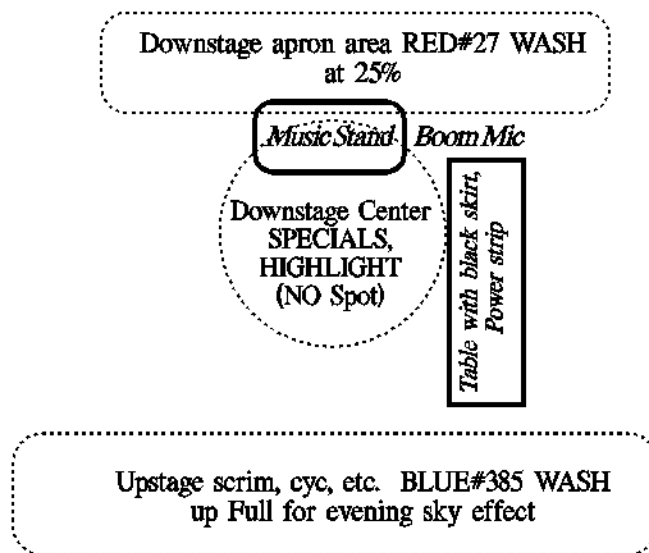 Downstage apron area RED#27 WASH
at 25%
Music Stand
Boom Mic
Downstage Center
SPECIALS,
HIGHLIGHT
(NO Spot)
Table with black skirt,
Power strip
Upstage scrim, cyc, etc. BLUE#385 WASH
up Full for evening sky effect